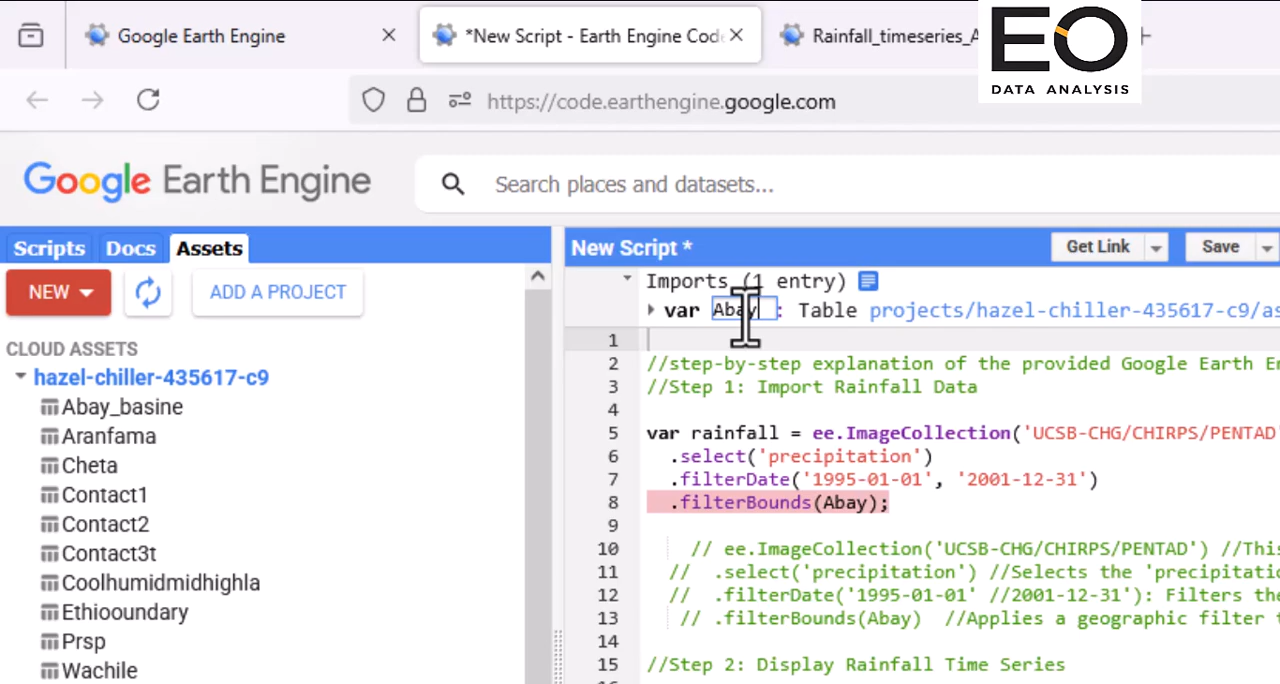 Google Earth Engine
*New Script - Earth Engine Code
Rainfall_timeseries_A
EO
DATA ANALYSIS
https://code.earthengine.google.com
Google Earth Engine
Search places and datasets...
Scripts Docs Assets
New Script *
Get Link
Save
NEW
ADD A PROJECT
CLOUD ASSETS
hazel-chiller-435617-c9
Abay_basine
Aranfama
Cheta
Contact1
Contact2
Contact3t
Coolhumidmidhighla
Ethiooundary
Prsp
Wachile
Imports (1 entry)
var Abay : Table projects/hazel-chiller-435617-c9/as
1
2 //step-by-step explanation of the provided Google Earth En
3 //Step 1: Import Rainfall Data
4
5 var rainfall = ee.ImageCollection('UCSB-CHG/CHIRPS/PENTAD'
6 .select('precipitation')
7 .filterDate('1995-01-01', '2001-12-31')
8 .filterBounds(Abay);
9
10 // ee.ImageCollection('UCSB-CHG/CHIRPS/PENTAD') //This
11 // .select('precipitation') //Selects the 'precipitatio
12 // .filterDate('1995-01-01' //2001-12-31'): Filters the
13 // .filterBounds(Abay) //Applies a geographic filter t
14
15 //Step 2: Display Rainfall Time Series